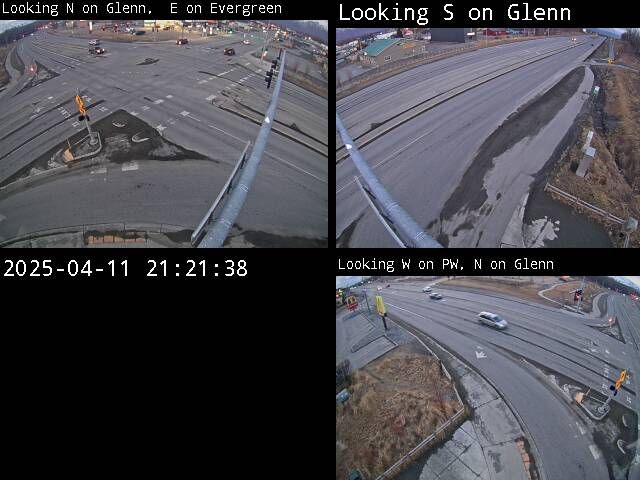 Looking N on Glenn,  E on Evergreen
Looking S on Glenn
2025-04-11 21:21:38
Looking W on PW, N on Glenn